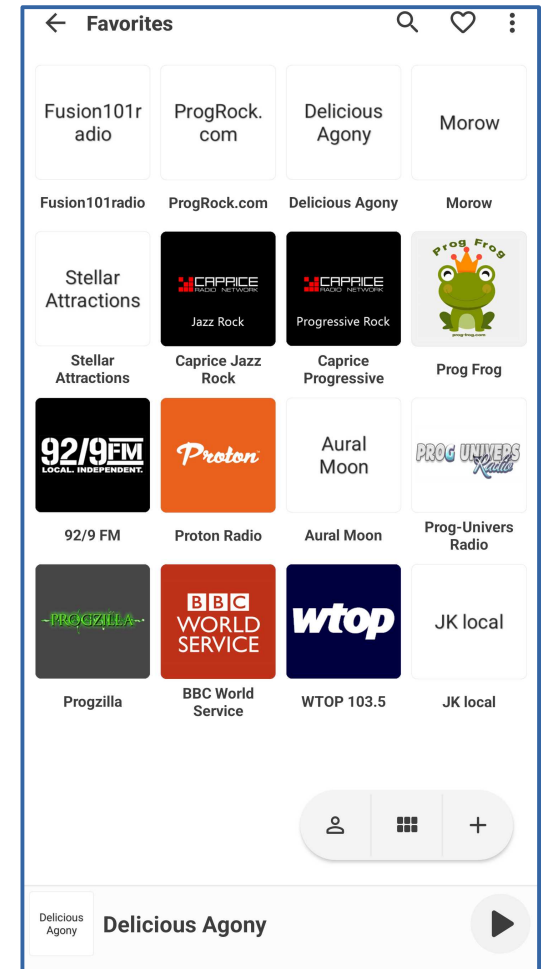 Favorites
Fusion101r
adio
ProgRock.
com
Delicious
Agony
Morow
Fusion101radio
ProgRock.com
Delicious Agony
Morow
Stellar
Attractions
CAPRICE
RADIO NETWORK
Jazz Rock
CAPRICE
RADIO NETWORK
Progressive Rock
Prog Frog
prog-frog.com
Stellar
Attractions
Caprice Jazz
Rock
Caprice
Progressive
Prog Frog
92/9FM
LOCAL. INDEPENDENT.
Proton
Aural
Moon
PROG UNIVERS
Radio
92/9 FM
Proton Radio
Aural Moon
Prog-Univers
Radio
-PROGZILLA-
BBC
WORLD
SERVICE
wtop
JK local
Progzilla
BBC World
Service
WTOP 103.5
JK local
Delicious
Agony
Delicious Agony